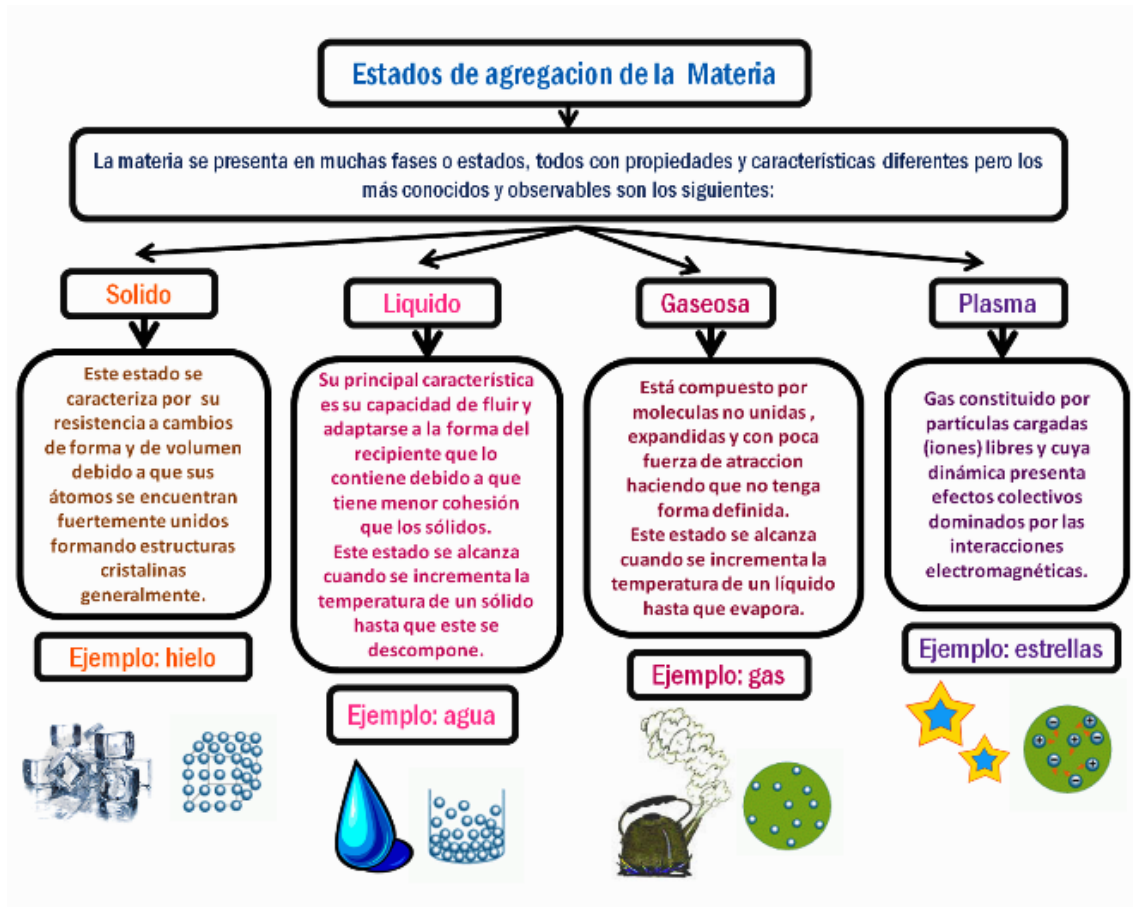 Estados de agregacion de la Materia
La materia se presenta en muchas fases o estados, todos con propiedades y características diferentes pero los
más conocidos y observables son los siguientes:
Solido
Este estado se
caracteriza por su
resistencia a cambios
de forma y de volumen
debido a que sus
átomos se encuentran
fuertemente unidos
formando estructuras
cristalinas
generalmente.
Ejemplo: hielo
Liquido
Su principal característica
es su capacidad de fluir y
adaptarse a la forma del
recipiente que lo
contiene debido a que
tiene menor cohesión
que los sólidos.
Este estado se alcanza
cuando se incrementa la
temperatura de un sólido
hasta que este se
descompone.
Ejemplo: agua
Gaseosa
Está compuesto por
moleculas no unidas ,
expandidas y con poca
fuerza de atraccion
haciendo que no tenga
forma definida.
Este estado se alcanza
cuando se incrementa la
temperatura de un líquido
hasta que evapora.
Ejemplo: gas
Plasma
Gas constituido por
partículas cargadas
(iones) libres y cuya
dinámica presenta
efectos colectivos
dominados por las
interacciones
electromagnéticas.
Ejemplo: estrellas